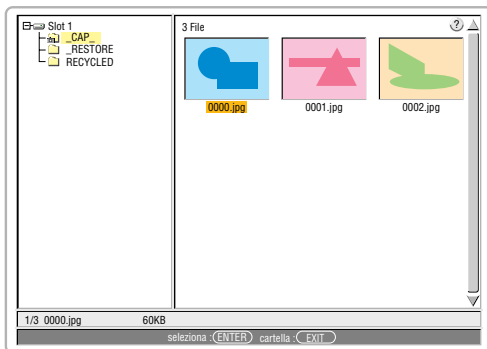 Slot 1
_CAP_
_RESTORE
RECYCLED
3 File
?
0000.jpg
0001.jpg
0002.jpg
1/3 0000.jpg 60KB
seleziona : ENTER cartella : EXIT